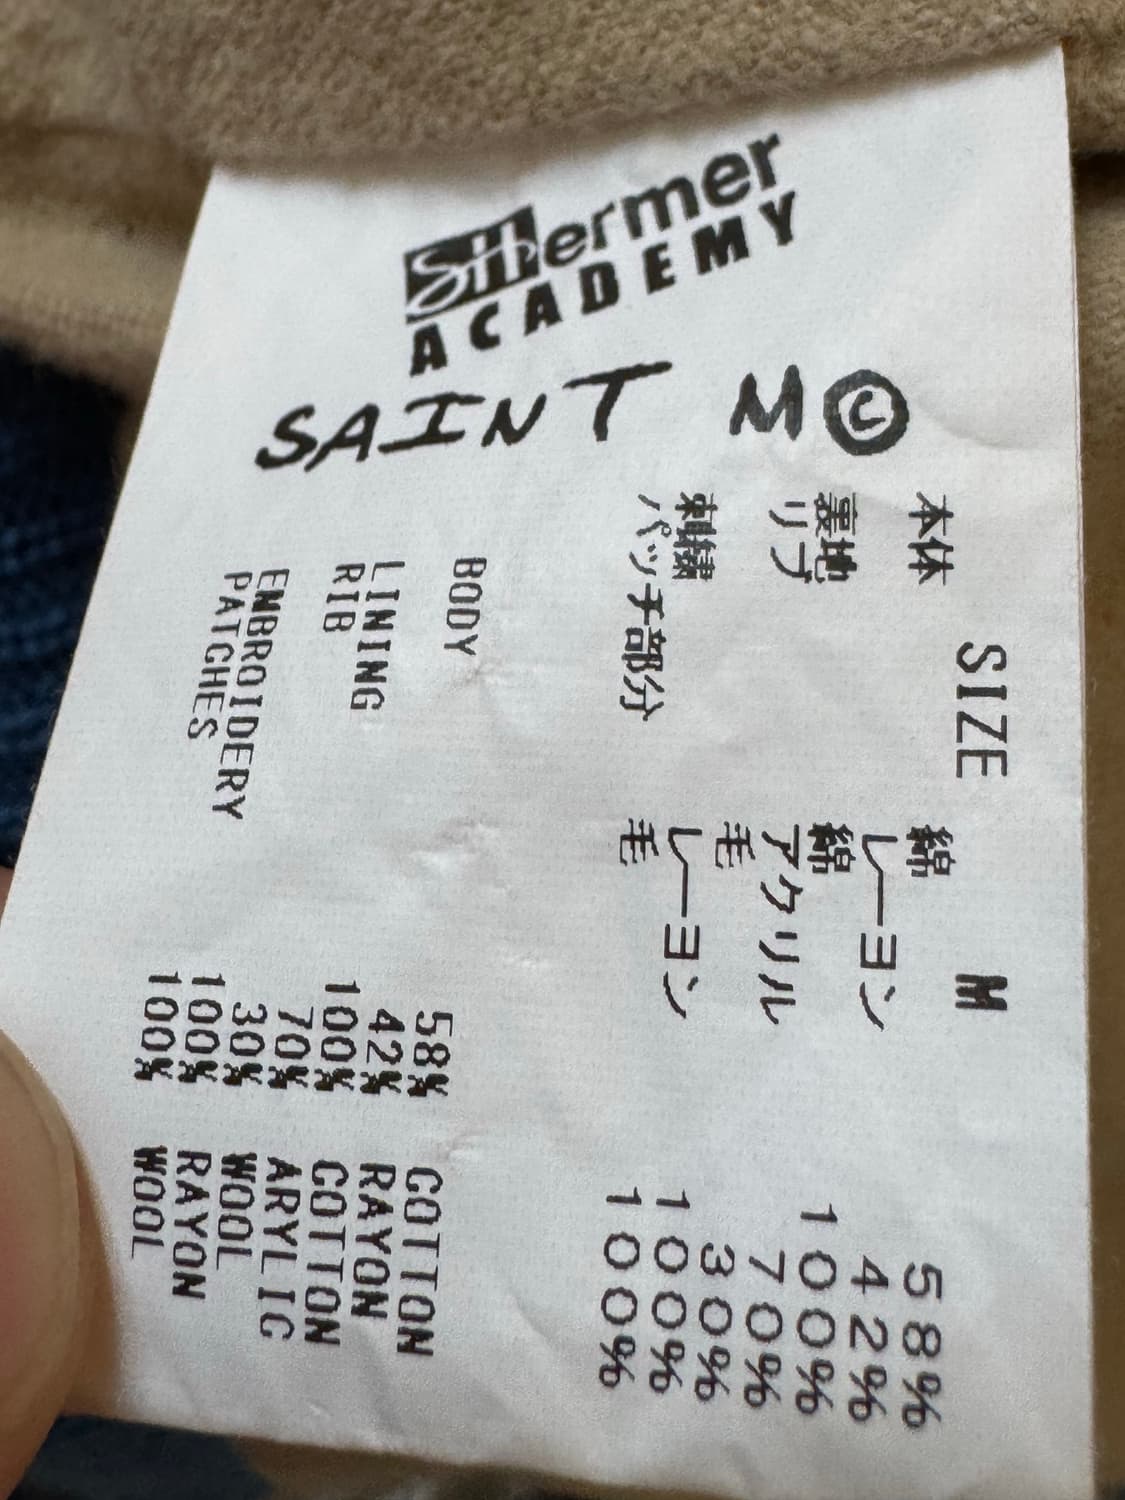 SHermer
ACADEMY
SAINT M©
SIZE M
本体 綿 58%
レーヨン 42%
裏地 綿 100%
リブ アクリル 70%
毛 30%
刺繍 レーヨン 100%
パッチ部分 毛 100%
BODY 58% COTTON
42% RAYON
LINING 100% COTTON
RIB 70% ARYLIC
30% WOOL
EMBROIDERY 100% RAYON
PATCHES 100% WOOL